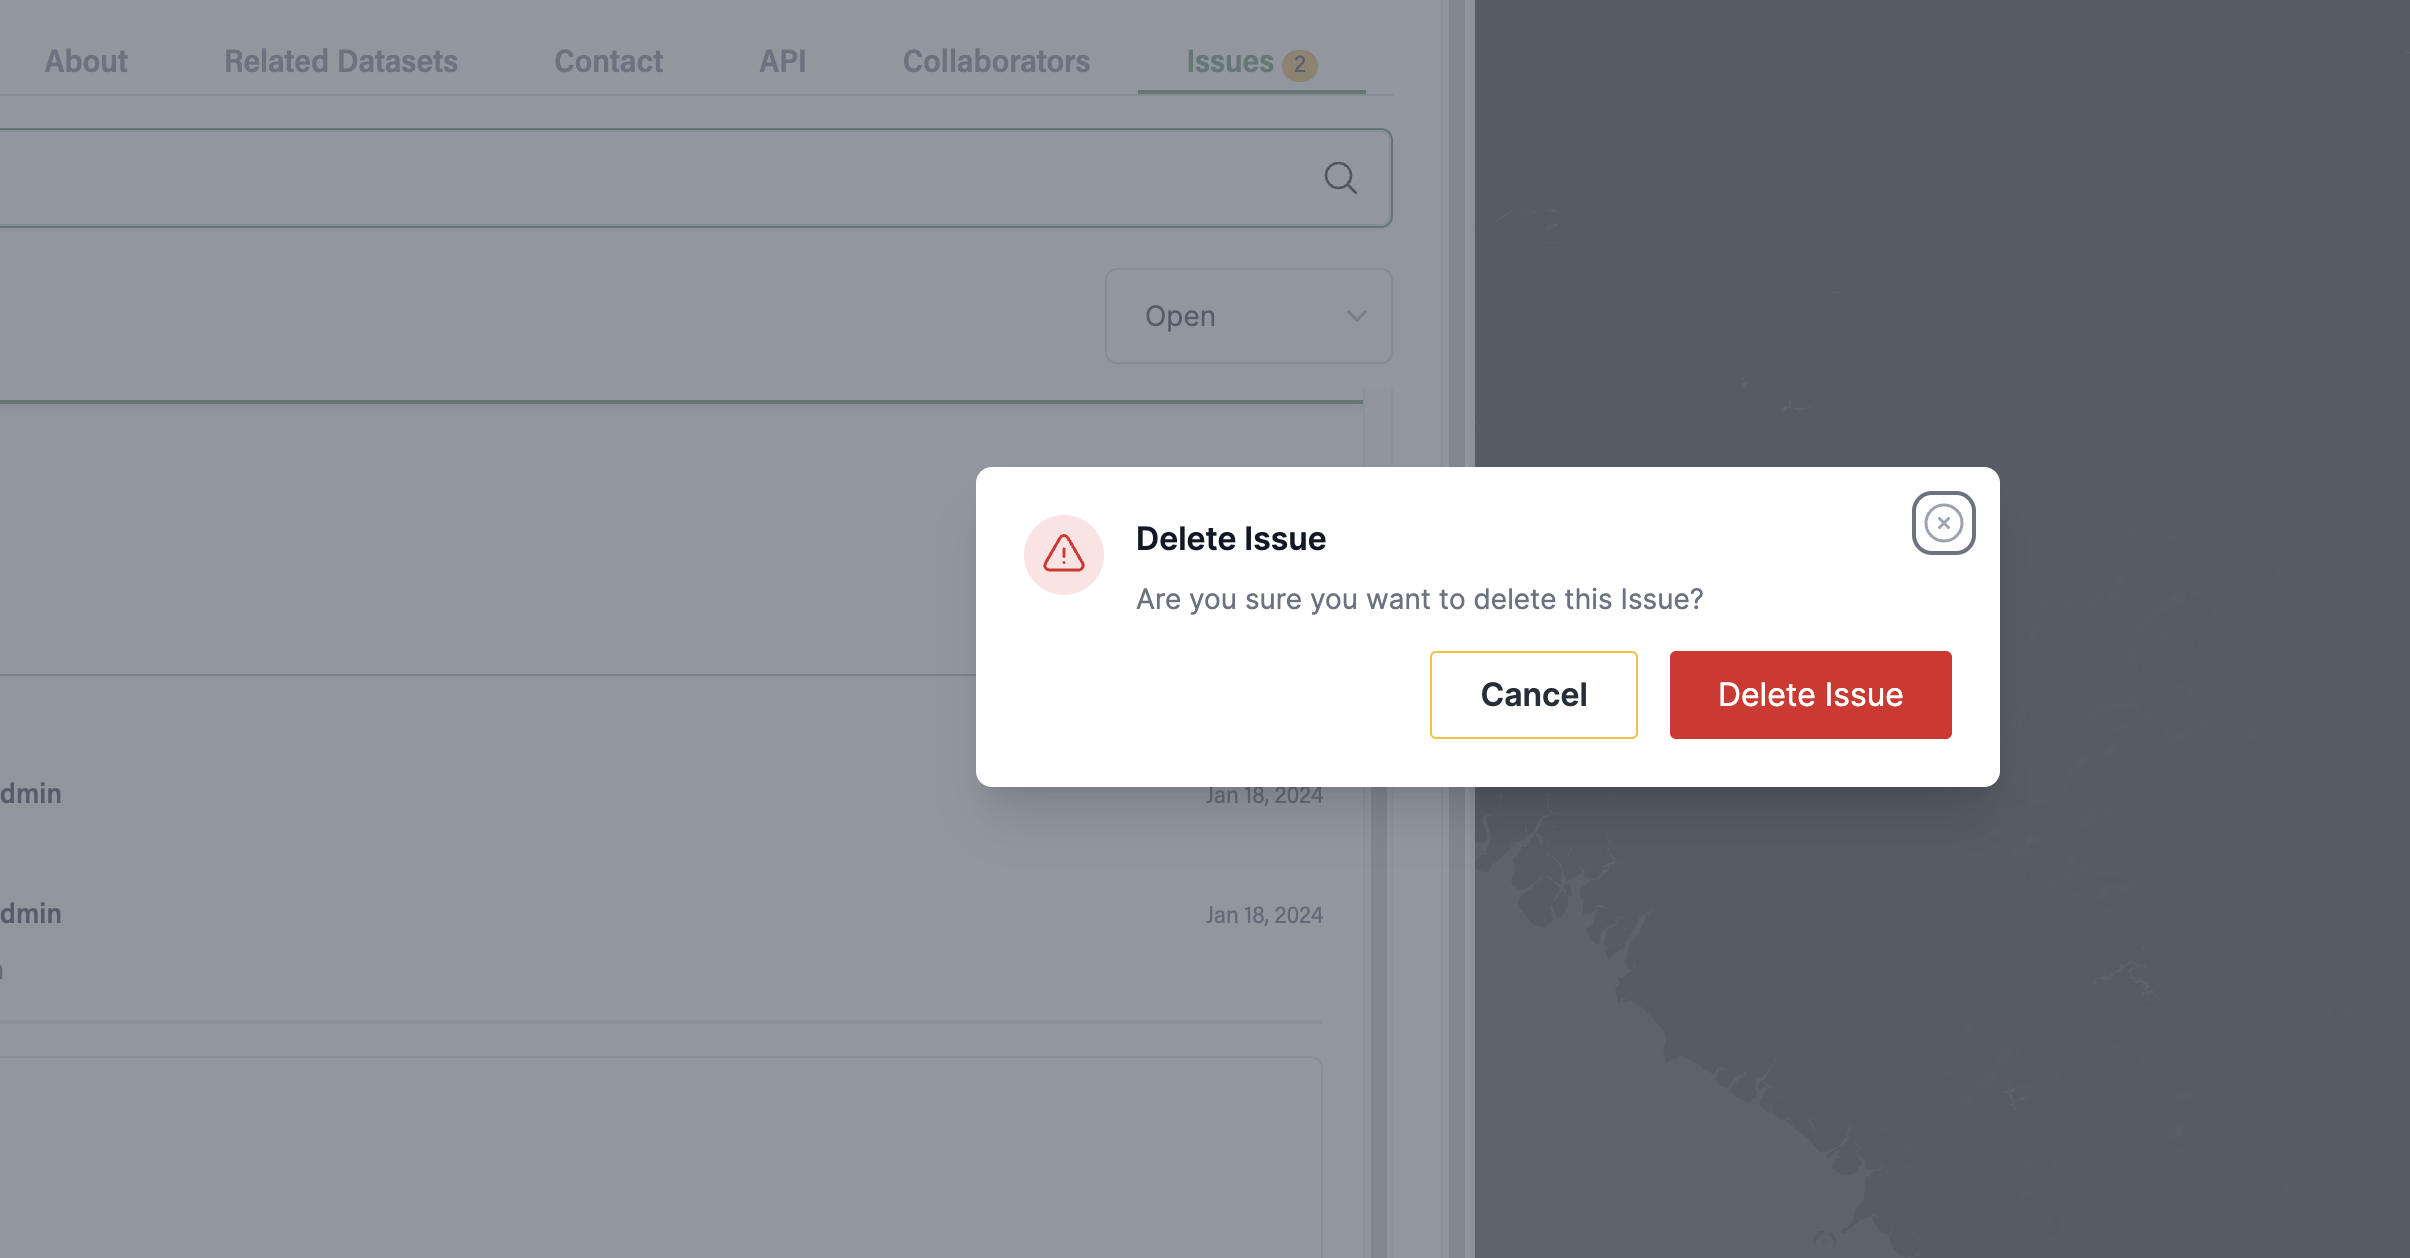 About Related Datasets Contact API Collaborators Issues 2
Open
Delete Issue
Are you sure you want to delete this Issue?
Cancel Delete Issue
dmin Jan 18, 2024
dmin Jan 18, 2024